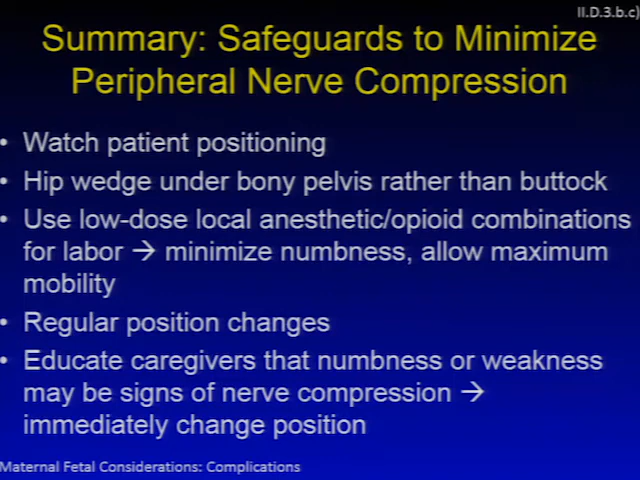 II.D.3.b.c)
Summary: Safeguards to Minimize
Peripheral Nerve Compression
• Watch patient positioning
• Hip wedge under bony pelvis rather than buttock
• Use low-dose local anesthetic/opioid combinations
for labor → minimize numbness, allow maximum
mobility
• Regular position changes
• Educate caregivers that numbness or weakness
may be signs of nerve compression →
immediately change position
Maternal Fetal Considerations: Complications